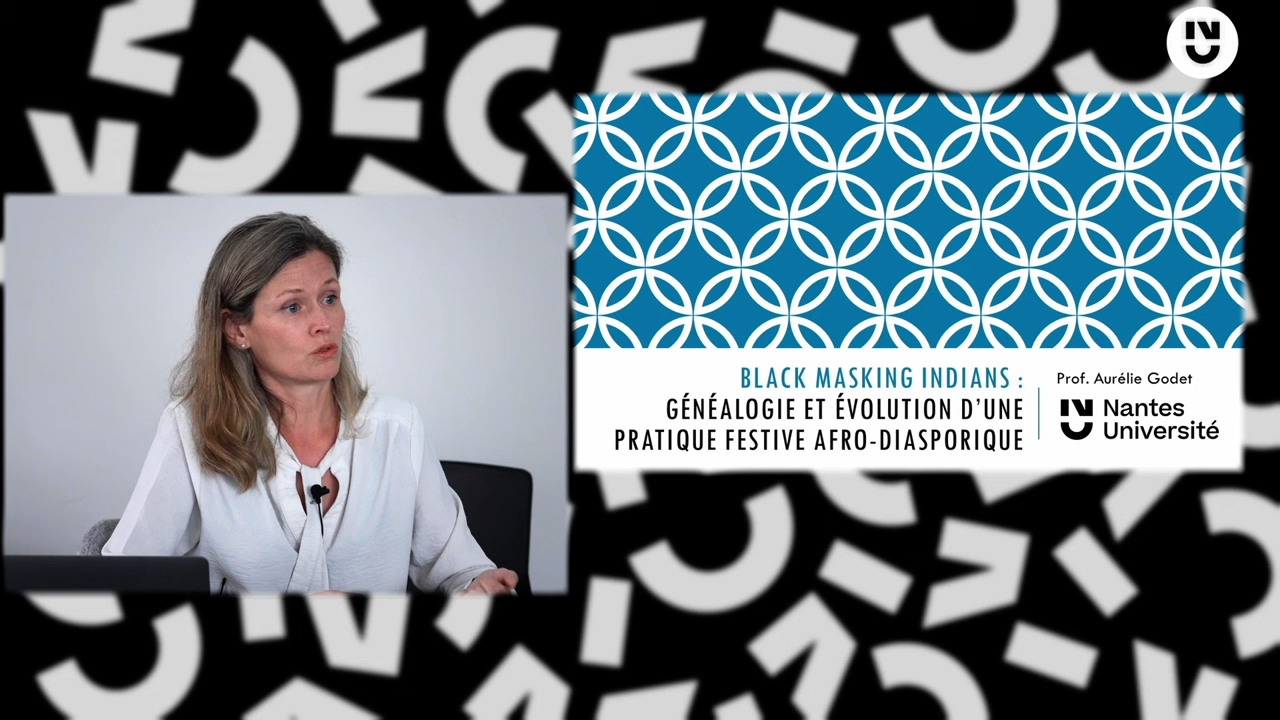 BLACK MASKING INDIANS :
GÉNÉALOGIE ET ÉVOLUTION D'UNE
PRATIQUE FESTIVE AFRO-DIASPORIQUE
Prof. Aurélie Godet
Nantes
Université